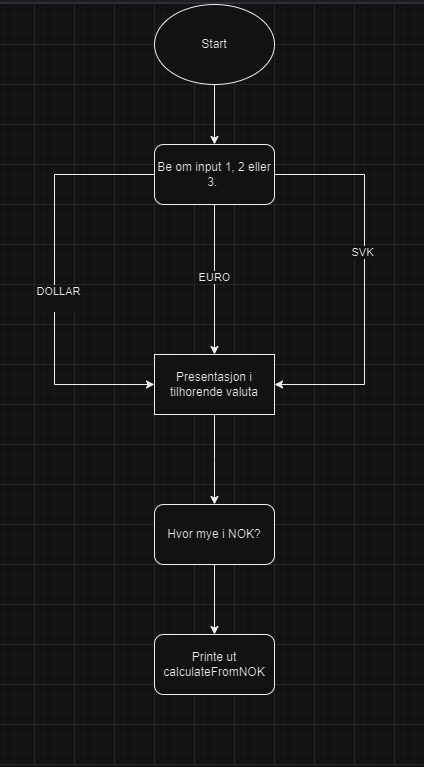 Start
Be om input 1, 2 eller
3.
SVK
EURO
DOLLAR
Presentasjon i
tilhorende valuta
Hvor mye i NOK?
Printe ut
calculateFromNOK